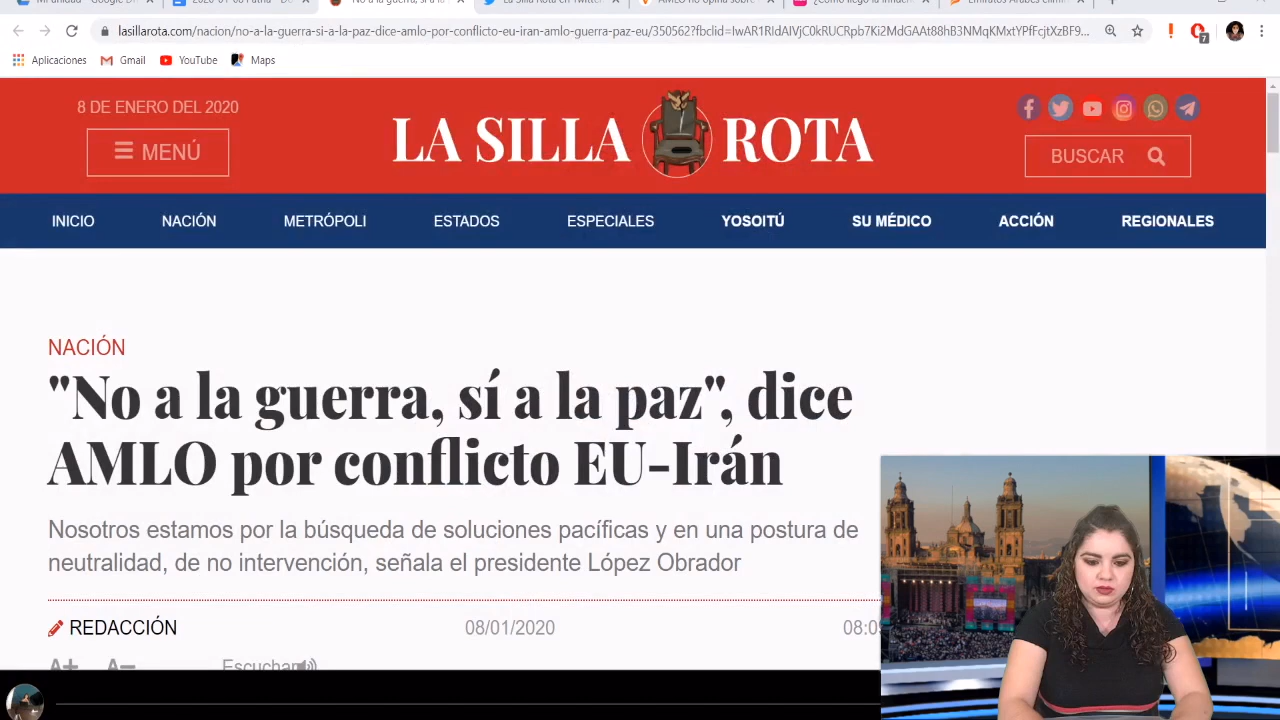 lasillarota.com/nacion/no-a-la-guerra-si-a-la-paz-dice-amlo-por-conflicto-eu-iran-amlo-guerra-paz-eu/350562?fbclid=
7
Aplicaciones Gmail YouTube Maps
8 DE ENERO DEL 2020
LA SILLA ROTA
MENÚ
BUSCAR
INICIO NACIÓN METRÓPOLI ESTADOS ESPECIALES YOSOITÚ SU MÉDICO ACCIÓN REGIONALES
NACIÓN
"No a la guerra, sí a la paz", dice
AMLO por conflicto EU-Irán
Nosotros estamos por la búsqueda de soluciones pacíficas y en una postura de
neutralidad, de no intervención, señala el presidente López Obrador
REDACCIÓN 08/01/2020
A+ A- Escuchar